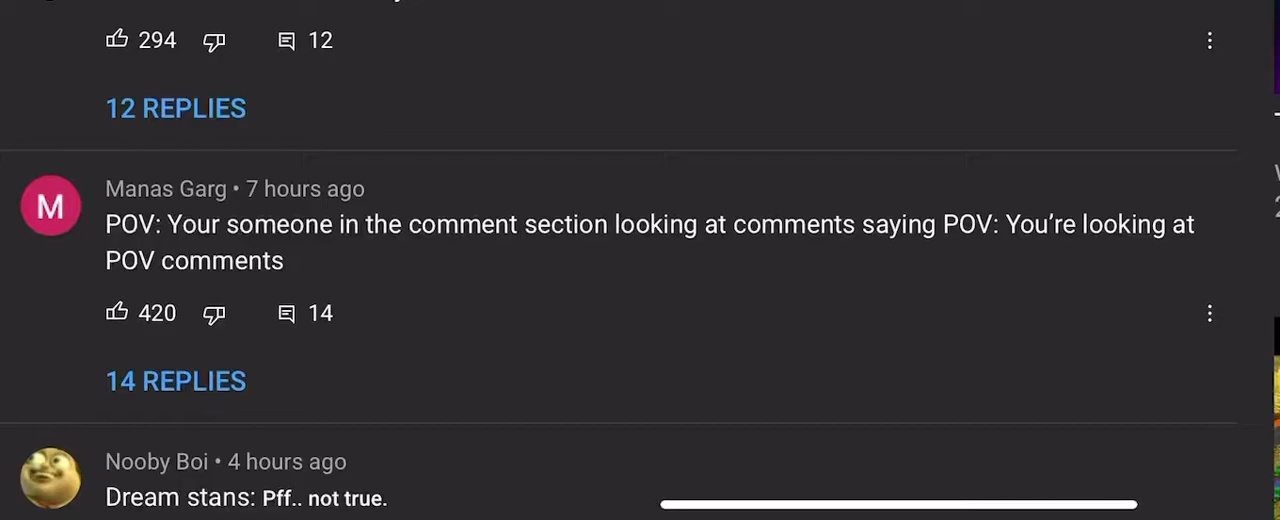 294 12
12 REPLIES
M
Manas Garg • 7 hours ago
POV: Your someone in the comment section looking at comments saying POV: You’re looking at
POV comments
420 14
14 REPLIES
Nooby Boi • 4 hours ago
Dream stans: Pff.. not true.